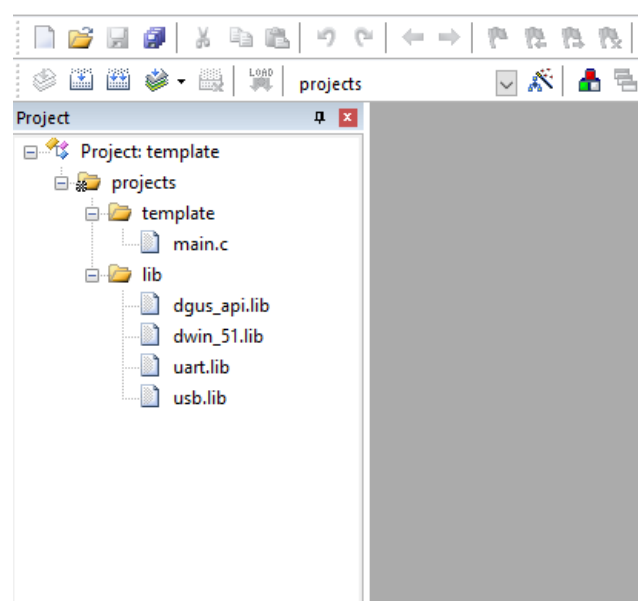 LOAD
projects
Project
Project: template
projects
template
main.c
lib
dgus_api.lib
dwin_51.lib
uart.lib
usb.lib